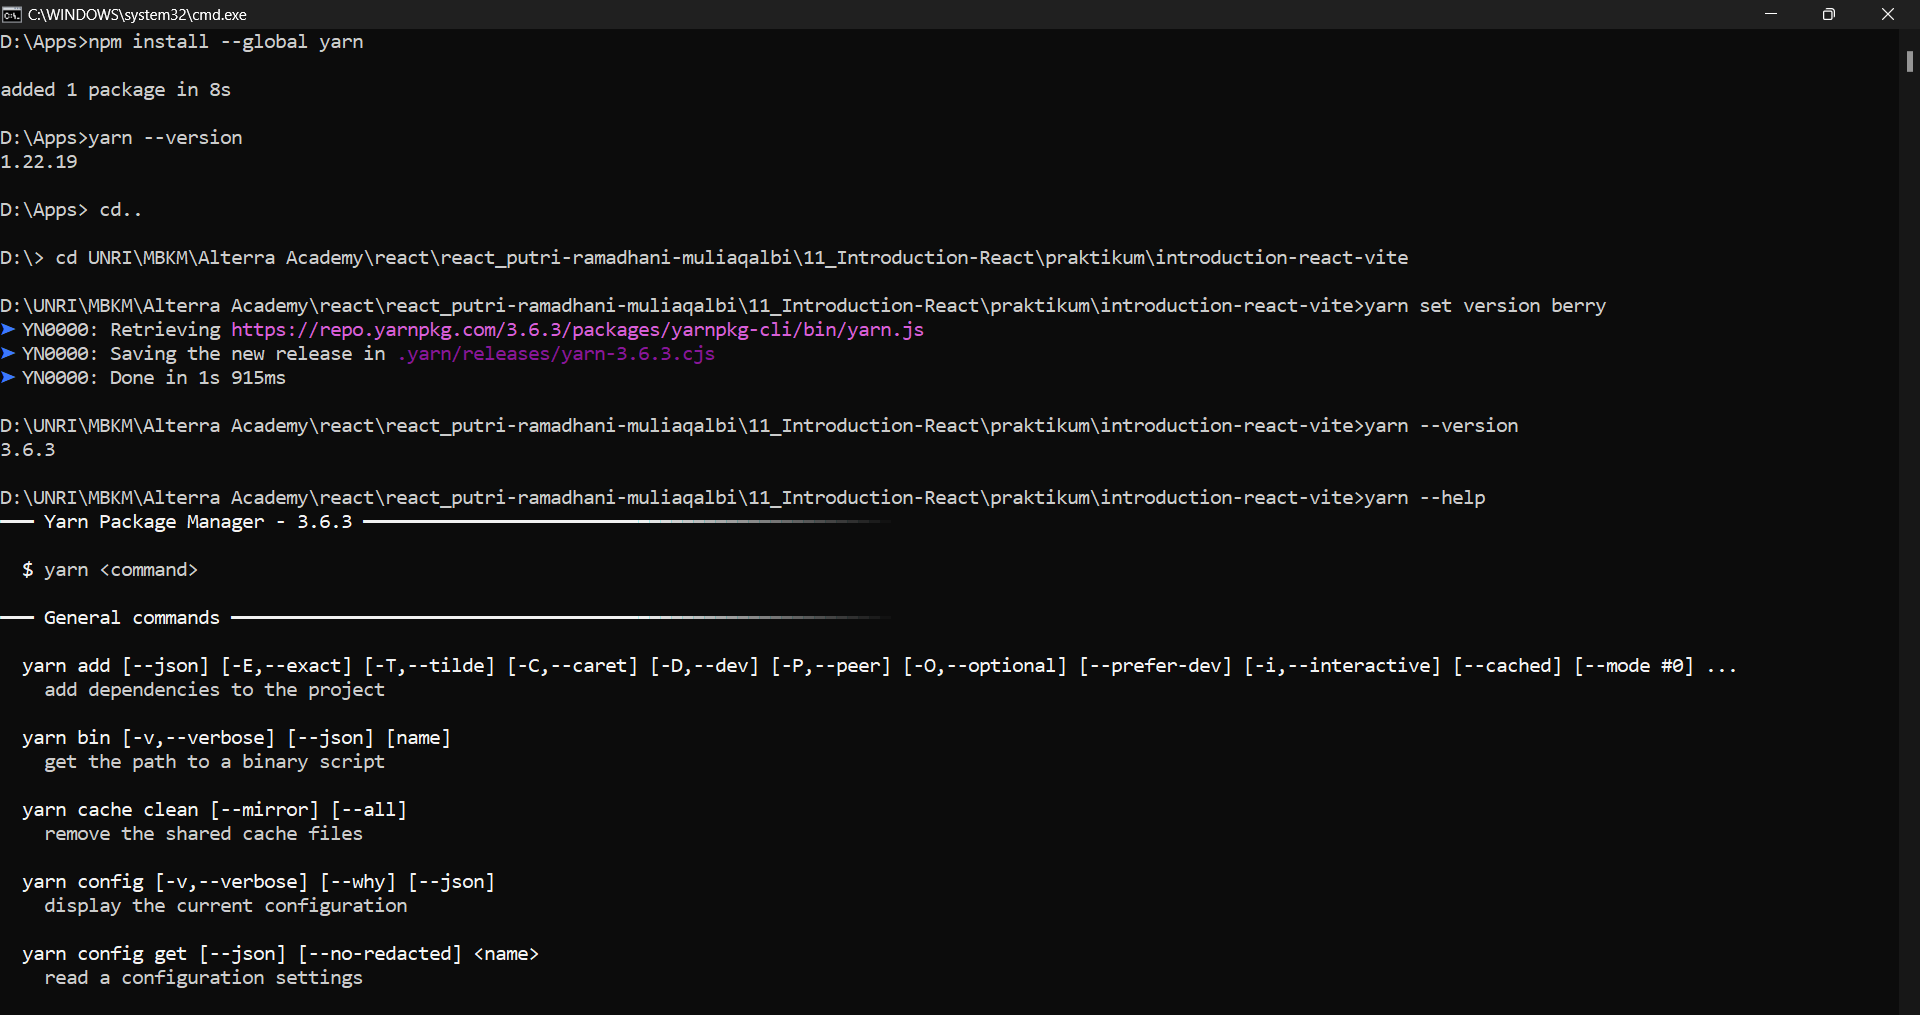 C:\WINDOWS\system32\cmd.exe
D:\Apps>npm install --global yarn
added 1 package in 8s
D:\Apps>yarn --version
1.22.19
D:\Apps> cd..
D:\> cd UNRI\MBKM\Alterra Academy\react\react_putri-ramadhani-muliaqalbi\11_Introduction-React\praktikum\introduction-react-vite
D:\UNRI\MBKM\Alterra Academy\react\react_putri-ramadhani-muliaqalbi\11_Introduction-React\praktikum\introduction-react-vite>yarn set version berry
➤ YN0000: Retrieving https://repo.yarnpkg.com/3.6.3/packages/yarnpkg-cli/bin/yarn.js
➤ YN0000: Saving the new release in .yarn/releases/yarn-3.6.3.cjs
➤ YN0000: Done in 1s 915ms
D:\UNRI\MBKM\Alterra Academy\react\react_putri-ramadhani-muliaqalbi\11_Introduction-React\praktikum\introduction-react-vite>yarn --version
3.6.3
D:\UNRI\MBKM\Alterra Academy\react\react_putri-ramadhani-muliaqalbi\11_Introduction-React\praktikum\introduction-react-vite>yarn --help
Yarn Package Manager - 3.6.3
$ yarn <command>
General commands
yarn add [--json] [-E,--exact] [-T,--tilde] [-C,--caret] [-D,--dev] [-P,--peer] [-O,--optional] [--prefer-dev] [-i,--interactive] [--cached] [--mode #0] ...
add dependencies to the project
yarn bin [-v,--verbose] [--json] [name]
get the path to a binary script
yarn cache clean [--mirror] [--all]
remove the shared cache files
yarn config [-v,--verbose] [--why] [--json]
display the current configuration
yarn config get [--json] [--no-redacted] <name>
read a configuration settings